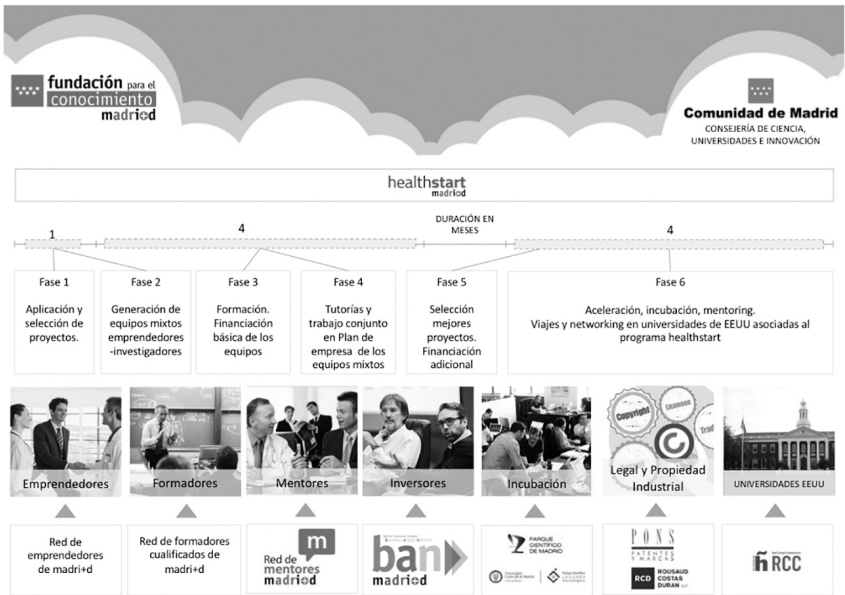 fundación para el
conocimiento
madri+d
Comunidad de Madrid
CONSEJERÍA DE CIENCIA,
UNIVERSIDADES E INNOVACIÓN
healthstart
madri+d
1
4
DURACIÓN EN
MESES
4
Fase 1
Aplicación y
selección de
proyectos.
Fase 2
Generación de
equipos mixtos
emprendedores
-investigadores
Fase 3
Formación.
Financiación
básica de los
equipos
Fase 4
Tutorías y
trabajo conjunto
en Plan de
empresa de los
equipos mixtos
Fase 5
Selección
mejores
proyectos.
Financiación
adicional
Fase 6
Aceleración, incubación, mentoring.
Viajes y networking en universidades de EEUU asociadas al
programa healthstart
Emprendedores
Formadores
Mentores
Inversores
Incubación
Copyright
Licensee
Trad
C
Legal y Propiedad
Industrial
UNIVERSIDADES EEUU
Red de
emprendedores
de madri+d
Red de formadores
cualificados de
madri+d
m
Red de
mentores
madri+d
ban
madri+d
PARQUE
CIENTÍFICO
DE MADRID
PONS
PATENTES
Y MARCAS
RCD
ROUSAUD
COSTAS
DURAN
ñ RCC